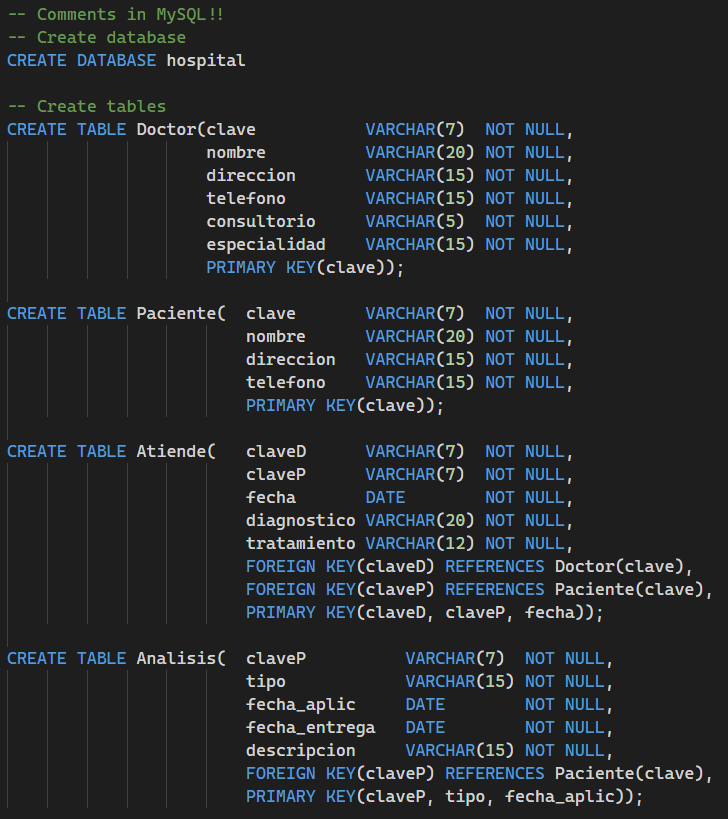 -- Comments in MySQL!!
-- Create database
CREATE DATABASE hospital
-- Create tables
CREATE TABLE Doctor(clave VARCHAR(7) NOT NULL,
nombre VARCHAR(20) NOT NULL,
direccion VARCHAR(15) NOT NULL,
telefono VARCHAR(15) NOT NULL,
consultorio VARCHAR(5) NOT NULL,
especialidad VARCHAR(15) NOT NULL,
PRIMARY KEY(clave));
CREATE TABLE Paciente( clave VARCHAR(7) NOT NULL,
nombre VARCHAR(20) NOT NULL,
direccion VARCHAR(15) NOT NULL,
telefono VARCHAR(15) NOT NULL,
PRIMARY KEY(clave));
CREATE TABLE Atiende( claveD VARCHAR(7) NOT NULL,
claveP VARCHAR(7) NOT NULL,
fecha DATE NOT NULL,
diagnostico VARCHAR(20) NOT NULL,
tratamiento VARCHAR(12) NOT NULL,
FOREIGN KEY(claveD) REFERENCES Doctor(clave),
FOREIGN KEY(claveP) REFERENCES Paciente(clave),
PRIMARY KEY(claveD, claveP, fecha));
CREATE TABLE Analisis( claveP VARCHAR(7) NOT NULL,
tipo VARCHAR(15) NOT NULL,
fecha_aplic DATE NOT NULL,
fecha_entrega DATE NOT NULL,
descripcion VARCHAR(15) NOT NULL,
FOREIGN KEY(claveP) REFERENCES Paciente(clave),
PRIMARY KEY(claveP, tipo, fecha_aplic));